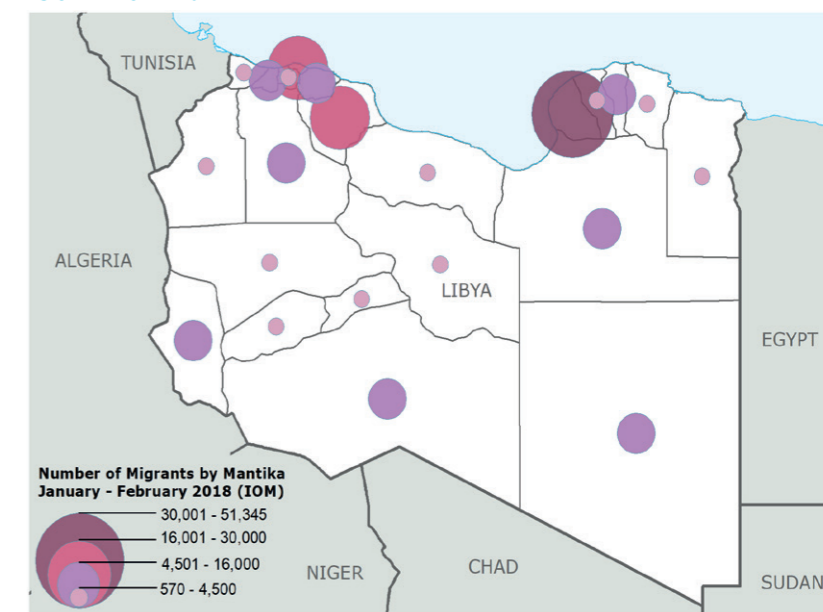 TUNISIA
ALGERIA
LIBYA
EGYPT
Number of Migrants by Mantika
January - February 2018 (IOM)
30,001 - 51,345
16,001 - 30,000
4,501 - 16,000
570 - 4,500
NIGER
CHAD
SUDAN